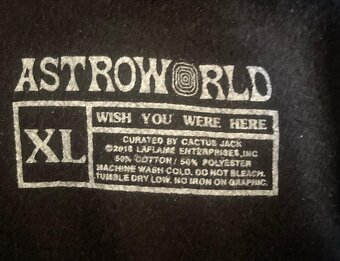 ASTROWORLD
XL
WISH YOU WERE HERE
CURATED BY CACTUS JACK
©2018 LAFLAME ENTERPRISES, INC
50% COTTON / 50% POLYESTER
MACHINE WASH COLD. DO NOT BLEACH.
TUMBLE DRY LOW. NO IRON ON GRAPHIC.